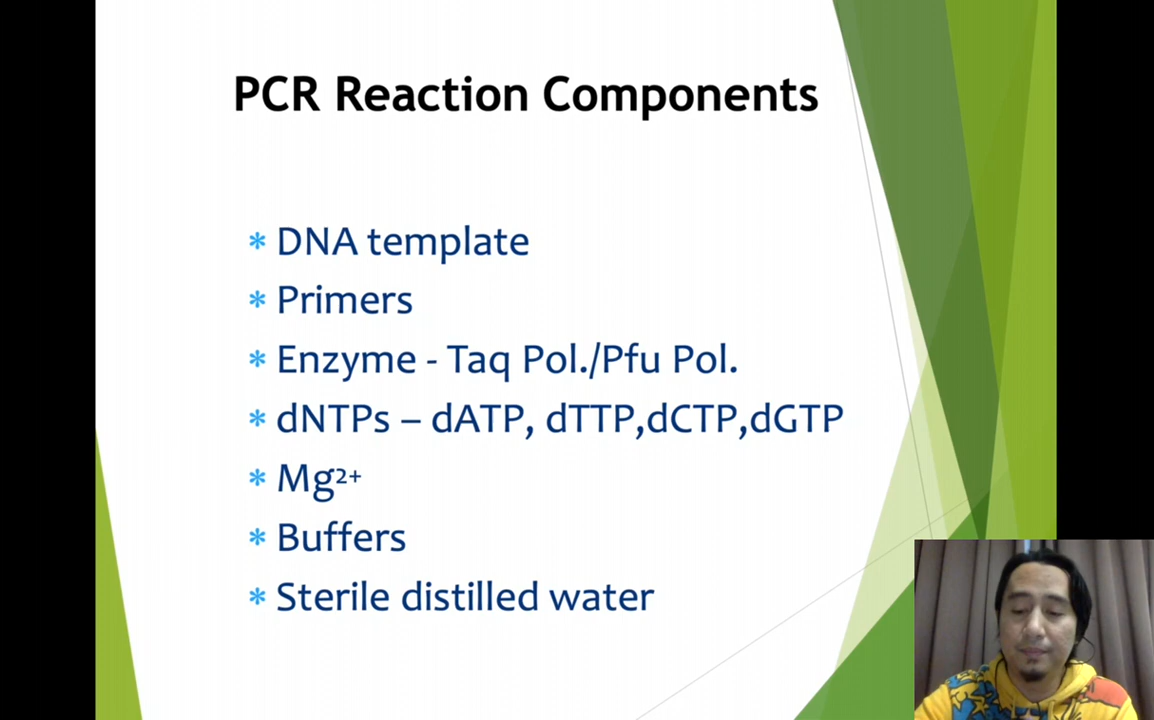 PCR Reaction Components
* DNA template
* Primers
* Enzyme - Taq Pol./Pfu Pol.
* dNTPs – dATP, dTTP,dCTP,dGTP
* Mg²⁺
* Buffers
* Sterile distilled water